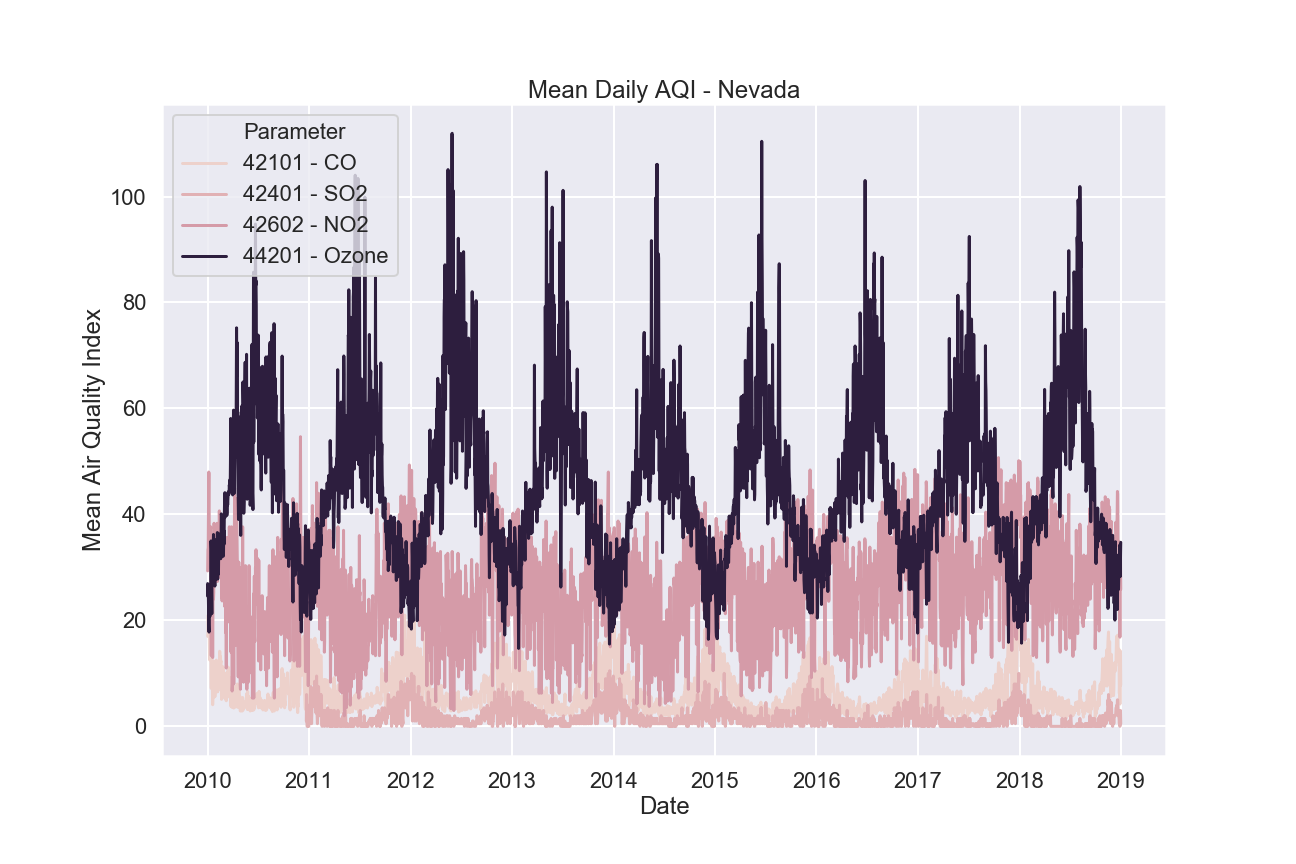 Mean Daily AQI - Nevada
Parameter
42101 - CO
42401 - SO2
42602 - NO2
44201 - Ozone
Mean Air Quality Index
100
80
60
40
20
0
2010 2011 2012 2013 2014 2015 2016 2017 2018 2019
Date